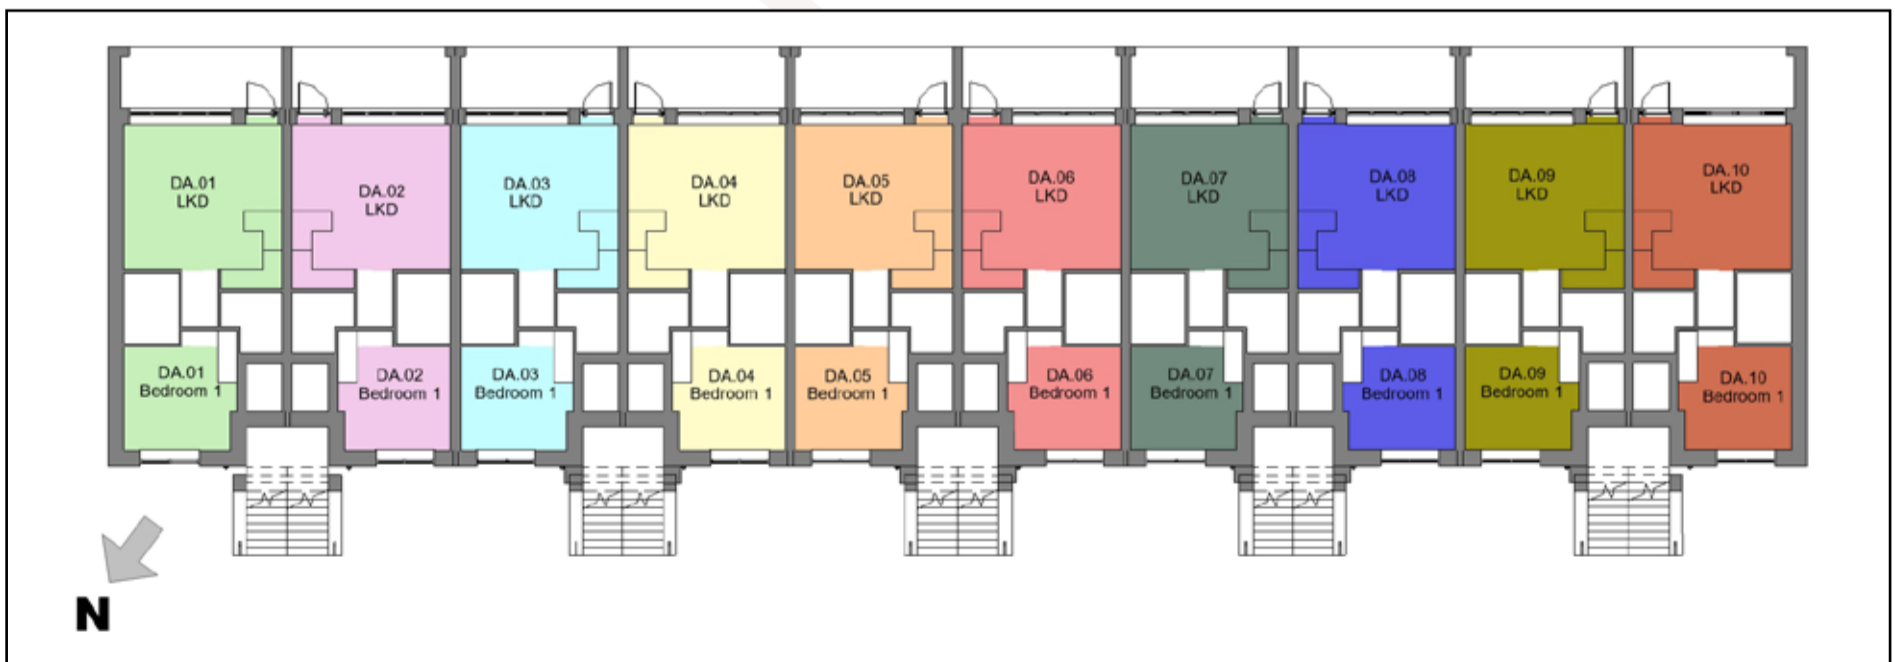 DA.01
LKD
DA.02
LKD
DA.03
LKD
DA.04
LKD
DA.05
LKD
DA.06
LKD
DA.07
LKD
DA.08
LKD
DA.09
LKD
DA.10
LKD
DA.01
Bedroom 1
DA.02
Bedroom 1
DA.03
Bedroom 1
DA.04
Bedroom 1
DA.05
Bedroom 1
DA.06
Bedroom 1
DA.07
Bedroom 1
DA.08
Bedroom 1
DA.09
Bedroom 1
DA.10
Bedroom 1
N